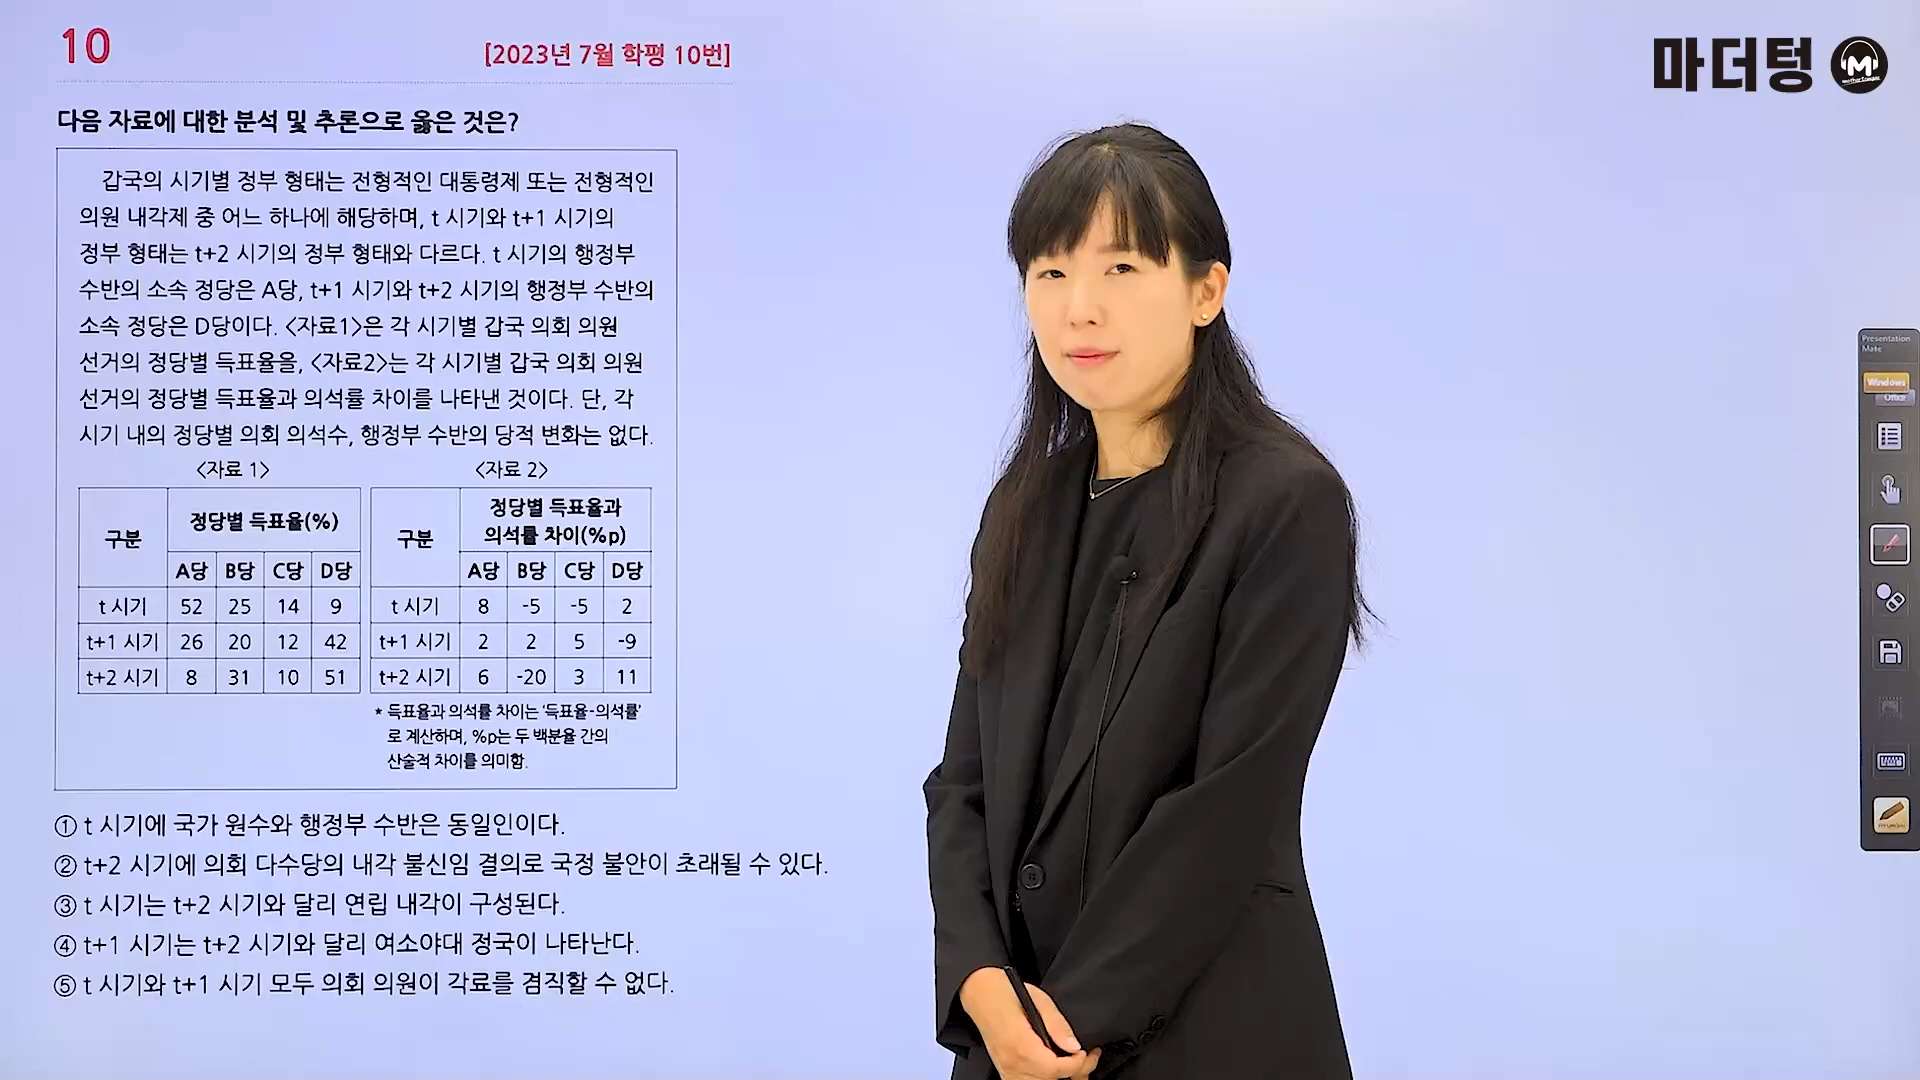 10
[2023년 7월 학평 10번]
마더텅
M
다음 자료에 대한 분석 및 추론으로 옳은 것은?
갑국의 시기별 정부 형태는 전형적인 대통령제 또는 전형적인
의원 내각제 중 어느 하나에 해당하며, t 시기와 t+1 시기의
정부 형태는 t+2 시기의 정부 형태와 다르다. t 시기의 행정부
수반의 소속 정당은 A당, t+1 시기와 t+2 시기의 행정부 수반의
소속 정당은 D당이다. <자료1>은 각 시기별 갑국 의회 의원
선거의 정당별 득표율을, <자료2>는 각 시기별 갑국 의회 의원
선거의 정당별 득표율과 의석률 차이를 나타낸 것이다. 단, 각
시기 내의 정당별 의회 의석수, 행정부 수반의 당적 변화는 없다.
<자료 1>
구분 정당별 득표율(%)
A당 B당 C당 D당
t 시기 52 25 14 9
t+1 시기 26 20 12 42
t+2 시기 8 31 10 51
<자료 2>
구분 정당별 득표율과
의석률 차이(%p)
A당 B당 C당 D당
t 시기 8 -5 -5 2
t+1 시기 2 2 5 -9
t+2 시기 6 -20 3 11
* 득표율과 의석률 차이는 '득표율-의석률'
로 계산하며, %p는 두 백분율 간의
산술적 차이를 의미함.
① t 시기에 국가 원수와 행정부 수반은 동일인이다.
② t+2 시기에 의회 다수당의 내각 불신임 결의로 국정 불안이 초래될 수 있다.
③ t 시기는 t+2 시기와 달리 연립 내각이 구성된다.
④ t+1 시기는 t+2 시기와 달리 여소야대 정국이 나타난다.
⑤ t 시기와 t+1 시기 모두 의회 의원이 각료를 겸직할 수 없다.
Presentation
Mate
Windows
Office